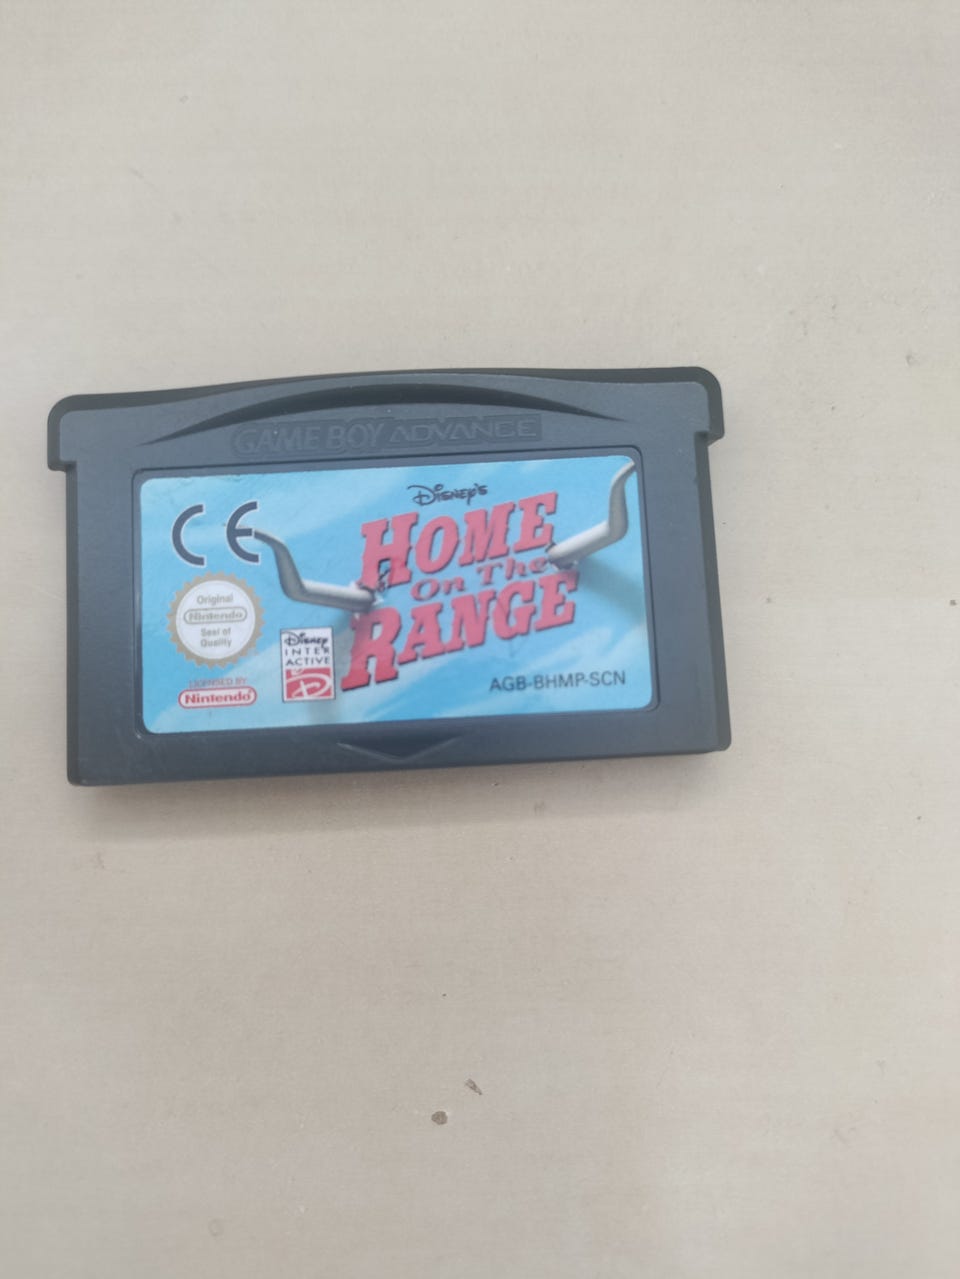 GAME BOY ADVANCE
CE
Disney's
HOME
On The
RANGE
Original
Nintendo
Seal of
Quality
LICENSED BY
Nintendo
Disney
INTER
ACTIVE
AGB-BHMP-SCN